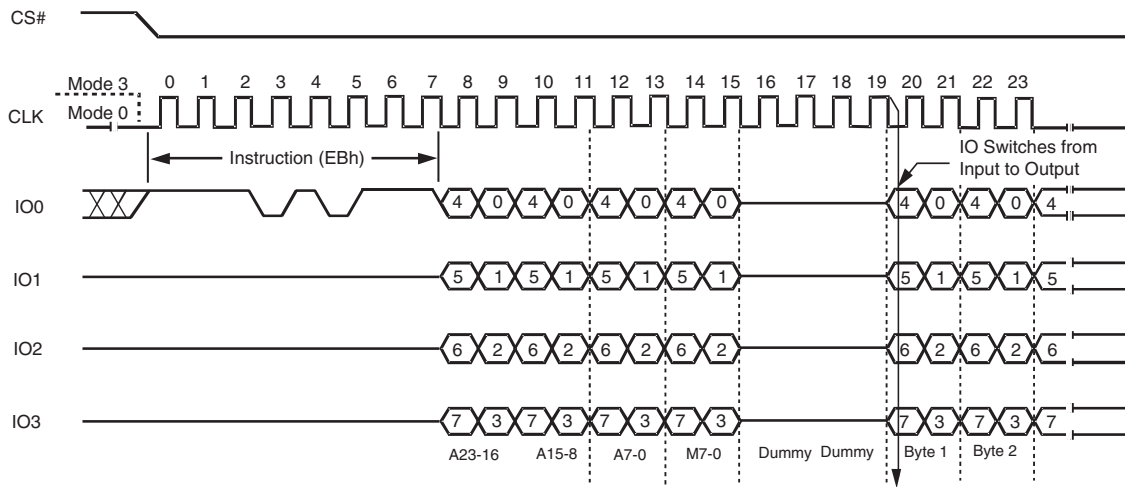 CS#
Mode 3 0 1 2 3 4 5 6 7 8 9 10 11 12 13 14 15 16 17 18 19 20 21 22 23
CLK Mode 0
Instruction (EBh)
IO Switches from
Input to Output
IO0 4 0 4 0 4 0 4 0 4 0 4 0 4
IO1 5 1 5 1 5 1 5 1 5 1 5 1 5
IO2 6 2 6 2 6 2 6 2 6 2 6 2 6
IO3 7 3 7 3 7 3 7 3 7 3 7 3 7
A23-16 A15-8 A7-0 M7-0 Dummy Dummy Byte 1 Byte 2